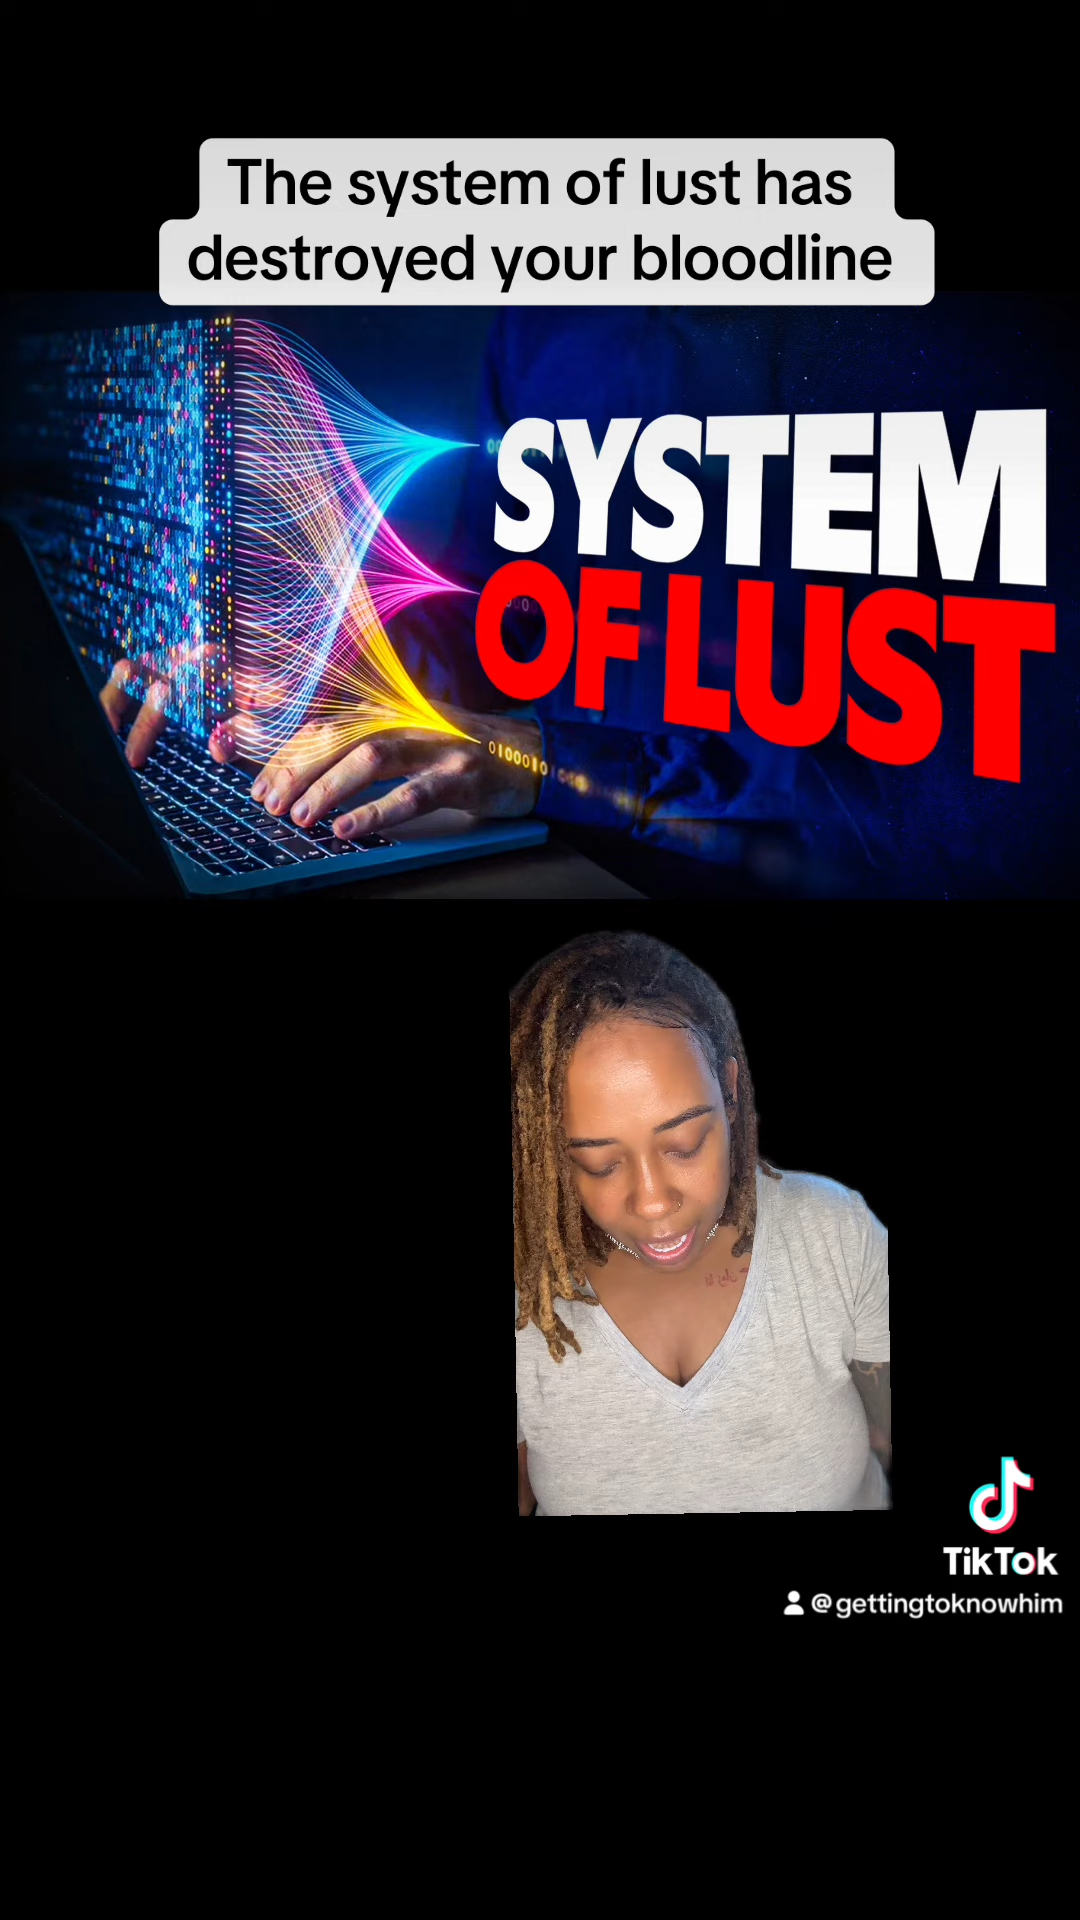 The system of lust has
destroyed your bloodline
SYSTEM
OF LUST
TikTok
@gettingtoknowhim